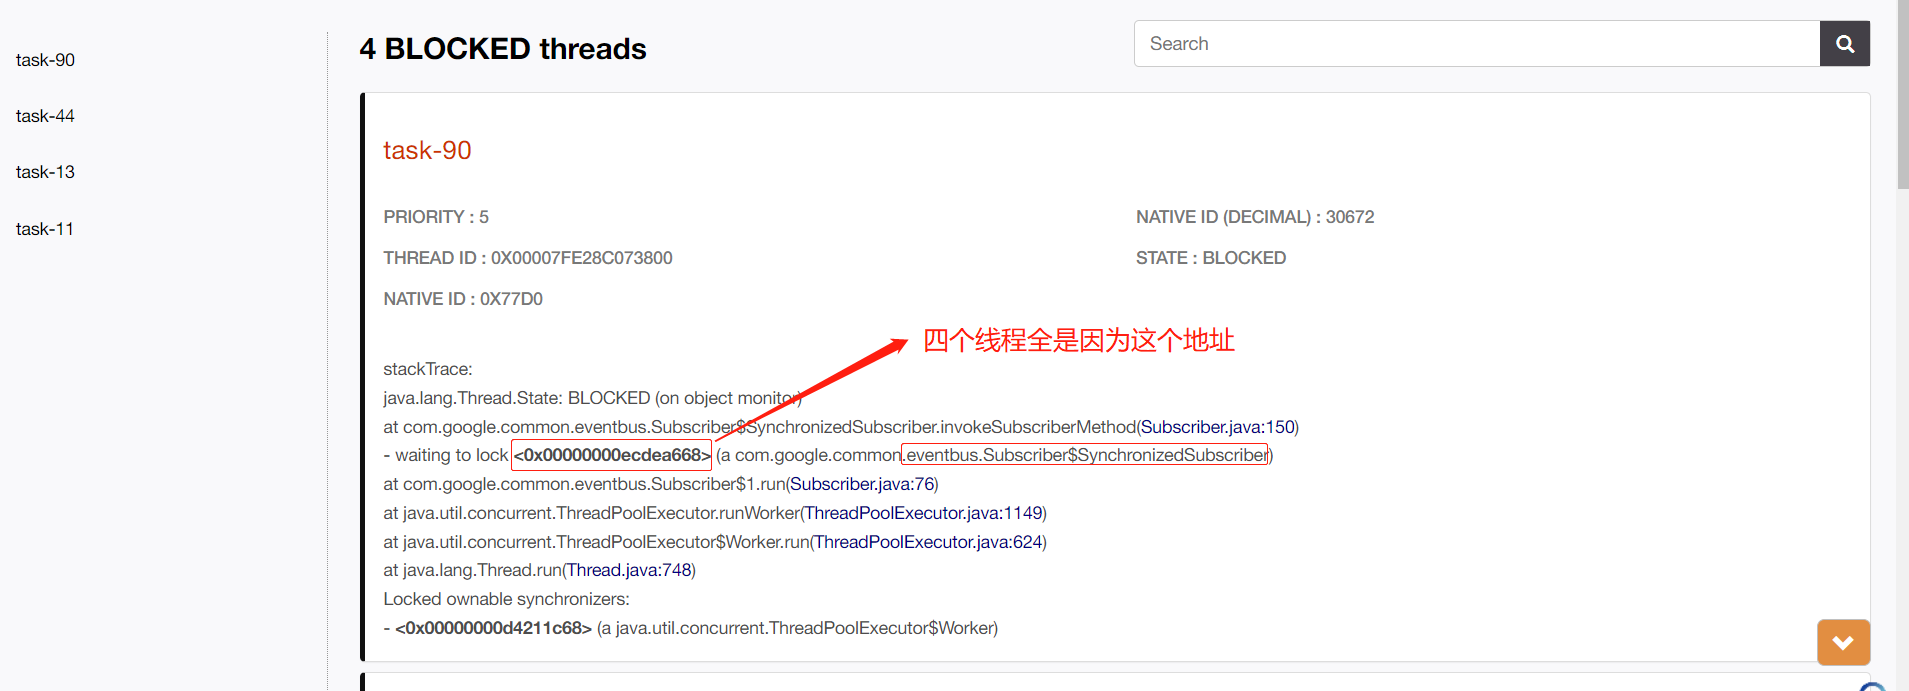 task-90
task-44
task-13
task-11
4 BLOCKED threads
Search
task-90
PRIORITY : 5
NATIVE ID (DECIMAL) : 30672
THREAD ID : 0X00007FE28C073800
STATE : BLOCKED
NATIVE ID : 0X77D0
四个线程全是因为这个地址
stackTrace:
java.lang.Thread.State: BLOCKED (on object monitor)
at com.google.common.eventbus.Subscriber$SynchronizedSubscriber.invokeSubscriberMethod(Subscriber.java:150)
- waiting to lock <0x00000000ecdea668> (a com.google.common.eventbus.Subscriber$SynchronizedSubscriber)
at com.google.common.eventbus.Subscriber$1.run(Subscriber.java:76)
at java.util.concurrent.ThreadPoolExecutor.runWorker(ThreadPoolExecutor.java:1149)
at java.util.concurrent.ThreadPoolExecutor$Worker.run(ThreadPoolExecutor.java:624)
at java.lang.Thread.run(Thread.java:748)
Locked ownable synchronizers:
- <0x00000000d4211c68> (a java.util.concurrent.ThreadPoolExecutor$Worker)